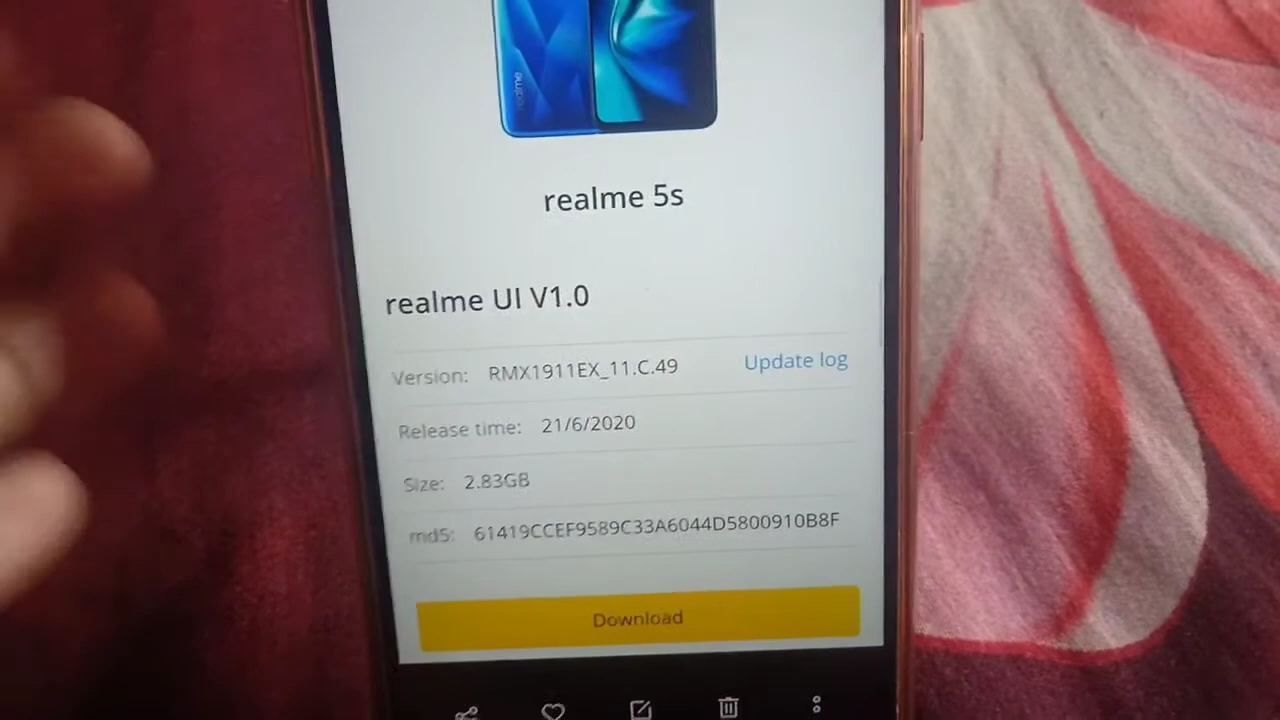 realme
realme 5s
realme UI V1.0
Version: RMX1911EX_11.C.49 Update log
Release time: 21/6/2020
Size: 2.83GB
md5: 61419CCEF9589C33A6044D5800910B8F
Download